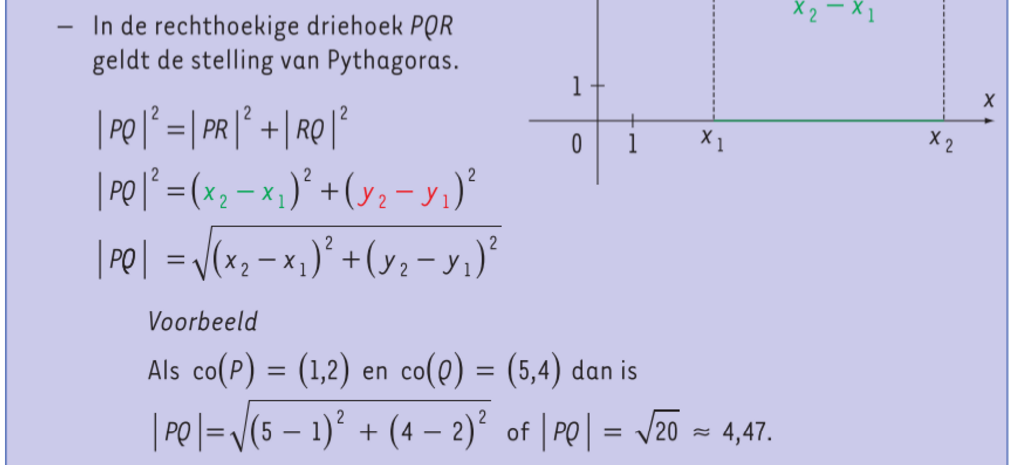 – In de rechthoekige driehoek PQR
geldt de stelling van Pythagoras.
|PQ|² = |PR|² + |RQ|²
|PQ|² = (x₂ – x₁)² + (y₂ – y₁)²
|PQ| = √((x₂ – x₁)² + (y₂ – y₁)²)
Voorbeeld
Als co(P) = (1,2) en co(Q) = (5,4) dan is
|PQ| = √((5 – 1)² + (4 – 2)²) of |PQ| = √20 ≈ 4,47.
x₂ – x₁
1
x
0 1 x₁ x₂